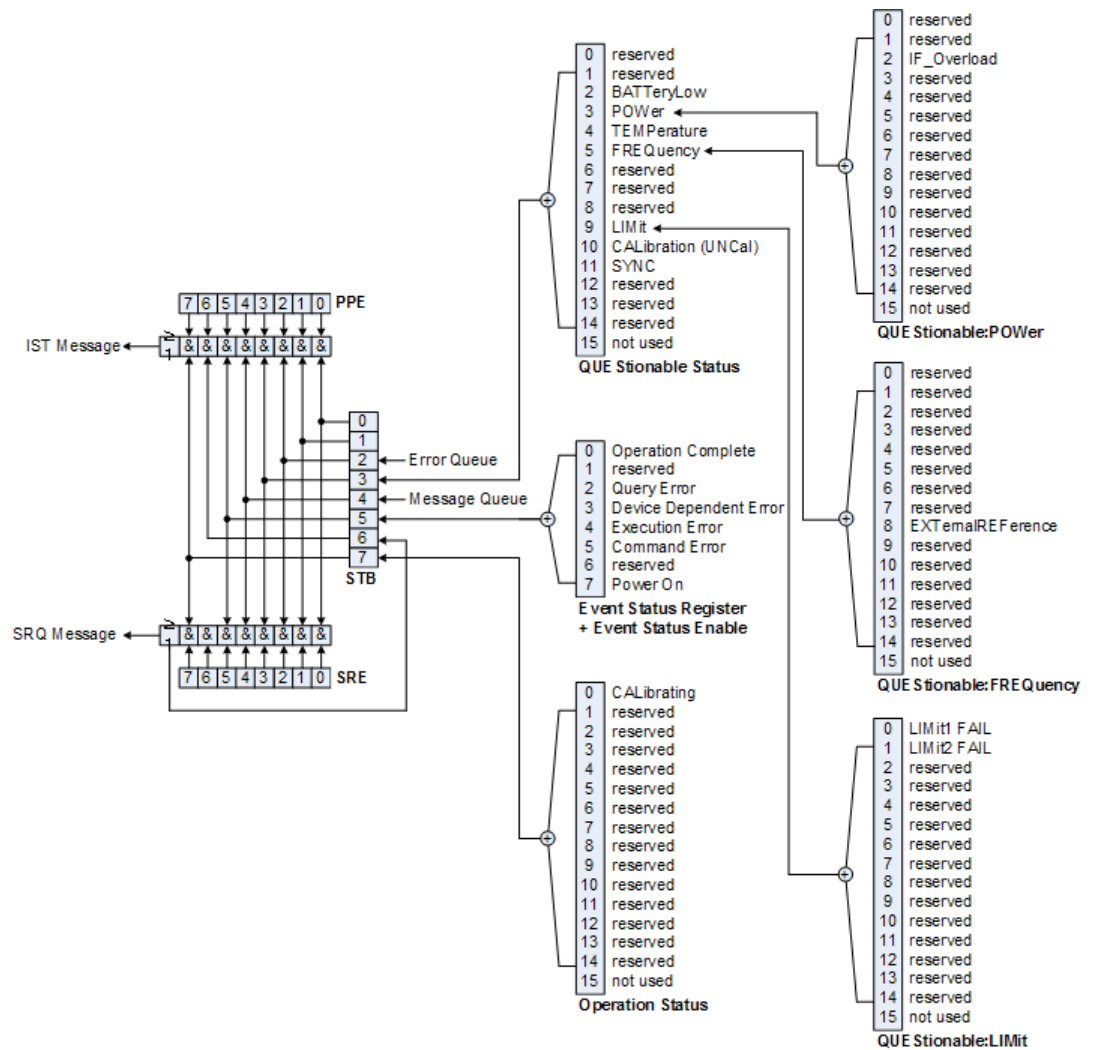 7 6 5 4 3 2 1 0 PPE
IST Message ≥1 & & & & & & & &
0
1
2 Error Queue
3
4 Message Queue
5
6
7
STB
SRQ Message ≥1 & & & & & & & &
7 6 5 4 3 2 1 0 SRE
0 reserved
1 reserved
2 BATTeryLow
3 POWer
4 TEMPerature
5 FREQuency
6 reserved
7 reserved
8 reserved
9 LIMit
10 CALibration (UNCal)
11 SYNC
12 reserved
13 reserved
14 reserved
15 not used
QUEStionable Status
+
0 Operation Complete
1 reserved
2 Query Error
3 Device Dependent Error
4 Execution Error
5 Command Error
6 reserved
7 Power On
Event Status Register
+ Event Status Enable
+
0 CALibrating
1 reserved
2 reserved
3 reserved
4 reserved
5 reserved
6 reserved
7 reserved
8 reserved
9 reserved
10 reserved
11 reserved
12 reserved
13 reserved
14 reserved
15 not used
Operation Status
+
0 reserved
1 reserved
2 IF_Overload
3 reserved
4 reserved
5 reserved
6 reserved
7 reserved
8 reserved
9 reserved
10 reserved
11 reserved
12 reserved
13 reserved
14 reserved
15 not used
QUEStionable:POWer
+
0 reserved
1 reserved
2 reserved
3 reserved
4 reserved
5 reserved
6 reserved
7 reserved
8 EXTernalREFerence
9 reserved
10 reserved
11 reserved
12 reserved
13 reserved
14 reserved
15 not used
QUEStionable:FREQuency
+
0 LIMit1 FAIL
1 LIMit2 FAIL
2 reserved
3 reserved
4 reserved
5 reserved
6 reserved
7 reserved
8 reserved
9 reserved
10 reserved
11 reserved
12 reserved
13 reserved
14 reserved
15 not used
QUEStionable:LIMit
+